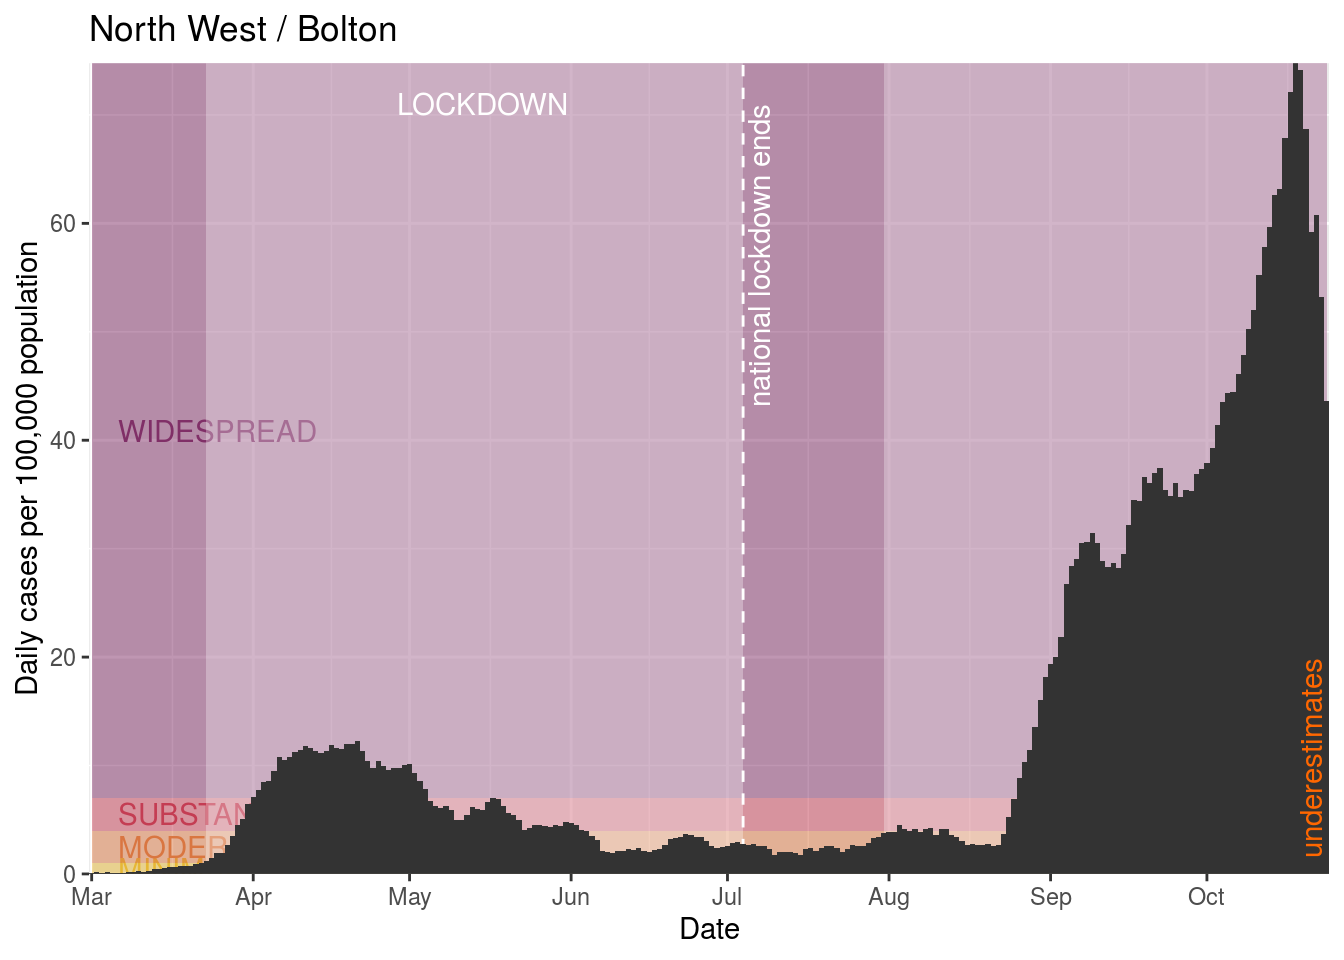 North West / Bolton
LOCKDOWN
national lockdown ends
WIDESPREAD
SUBSTAN
MODER
MINIM
underestimates
Daily cases per 100,000 population
60
40
20
0
Mar Apr May Jun Jul Aug Sep Oct
Date